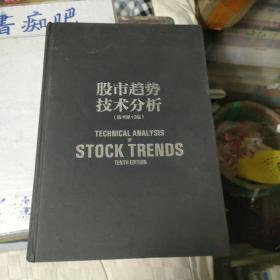 書痴吧
股市趋势
技术分析
(原书第10版)
TECHNICAL ANALYSIS
OF
STOCK TRENDS
TENTH EDITION